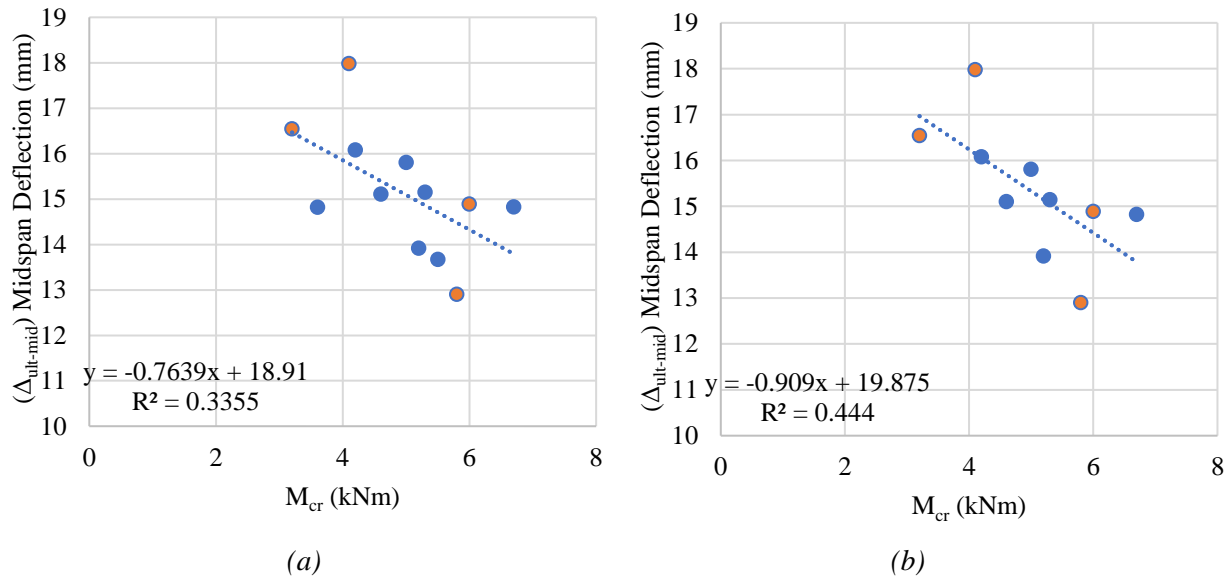 (Δult-mid) Midspan Deflection (mm)
19
18
17
16
15
14
13
12
11
10
y = -0.7639x + 18.91
R² = 0.3355
0 2 4 6 8
Mcr (kNm)
(a)
(Δult-mid) Midspan Deflection (mm)
19
18
17
16
15
14
13
12
11
10
y = -0.909x + 19.875
R² = 0.444
0 2 4 6 8
Mcr (kNm)
(b)